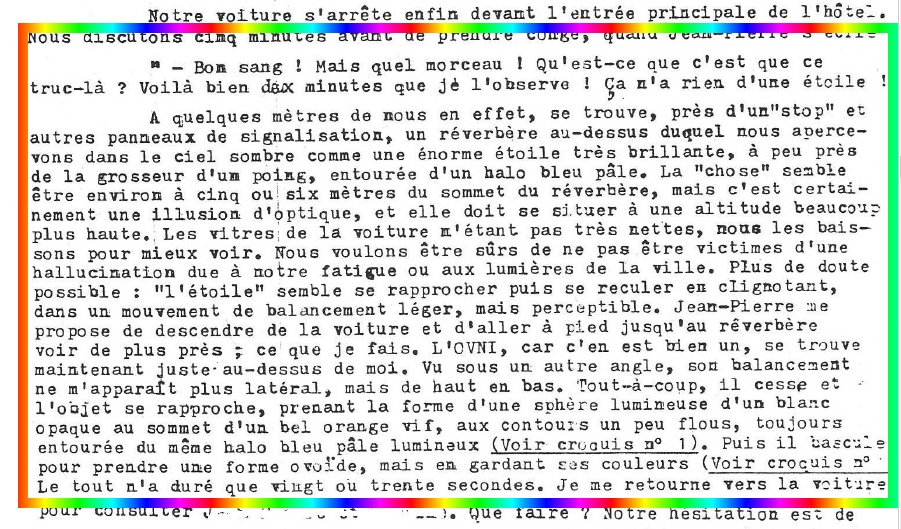 Notre voiture s'arrête enfin devant l'entrée principale de l'hôtel.
Nous discutons cinq minutes avant de prendre congé, quand Jean-Pierre s'écrie
" - Bon sang ! Mais quel morceau ! Qu'est-ce que c'est que ce
truc-là ? Voilà bien dix minutes que je l'observe ! Ça n'a rien d'une étoile !
A quelques mètres de nous en effet, se trouve, près d'un"stop" et
autres panneaux de signalisation, un réverbère au-dessus duquel nous aperce-
vons dans le ciel sombre comme une énorme étoile très brillante, à peu près
de la grosseur d'un poing, entourée d'un halo bleu pâle. La "chose" semble
être environ à cinq ou six mètres du sommet du réverbère, mais c'est certai-
nement une illusion d'optique, et elle doit se situer à une altitude beaucoup
plus haute. Les vitres de la voiture n'étant pas très nettes, nous les bais-
sons pour mieux voir. Nous voulons être sûrs de ne pas être victimes d'une
hallucination due à notre fatigue ou aux lumières de la ville. Plus de doute
possible : "l'étoile" semble se rapprocher puis se reculer en clignotant,
dans un mouvement de balancement léger, mais perceptible. Jean-Pierre me
propose de descendre de la voiture et d'aller à pied jusqu'au réverbère
voir de plus près ; ce que je fais. L'OVNI, car c'en est bien un, se trouve
maintenant juste au-dessus de moi. Vu sous un autre angle, son balancement
ne m'apparaît plus latéral, mais de haut en bas. Tout-à-coup, il cesse et
l'objet se rapproche, prenant la forme d'une sphère lumineuse d'un blanc
opaque au sommet d'un bel orange vif, aux contours un peu flous, toujours
entourée du même halo bleu pâle lumineux (Voir croquis n° 1). Puis il bascule
pour prendre une forme ovoïde, mais en gardant ses couleurs (Voir croquis n°
Le tout n'a duré que vingt ou trente secondes. Je me retourne vers la voiture
pour consulter Que faire ? Notre hésitation est de